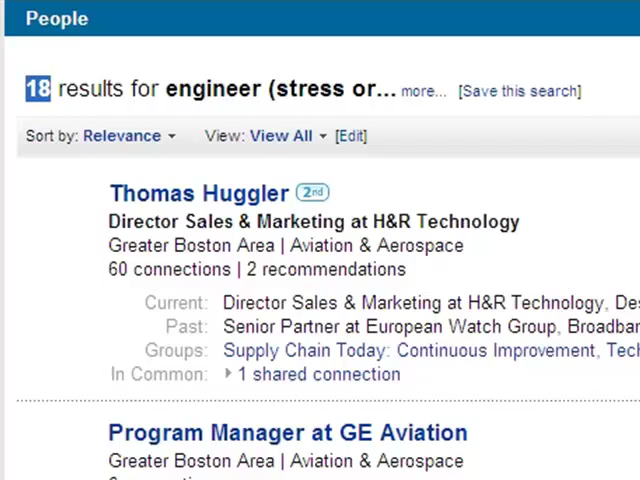 People
18 results for engineer (stress or... more... [Save this search]
Sort by: Relevance View: View All [Edit]
Thomas Huggler 2nd
Director Sales & Marketing at H&R Technology
Greater Boston Area | Aviation & Aerospace
60 connections | 2 recommendations
Current: Director Sales & Marketing at H&R Technology,
Past: Senior Partner at European Watch Group,
Groups: Supply Chain Today: Continuous Improvement,
In Common: 1 shared connection
Program Manager at GE Aviation
Greater Boston Area | Aviation & Aerospace